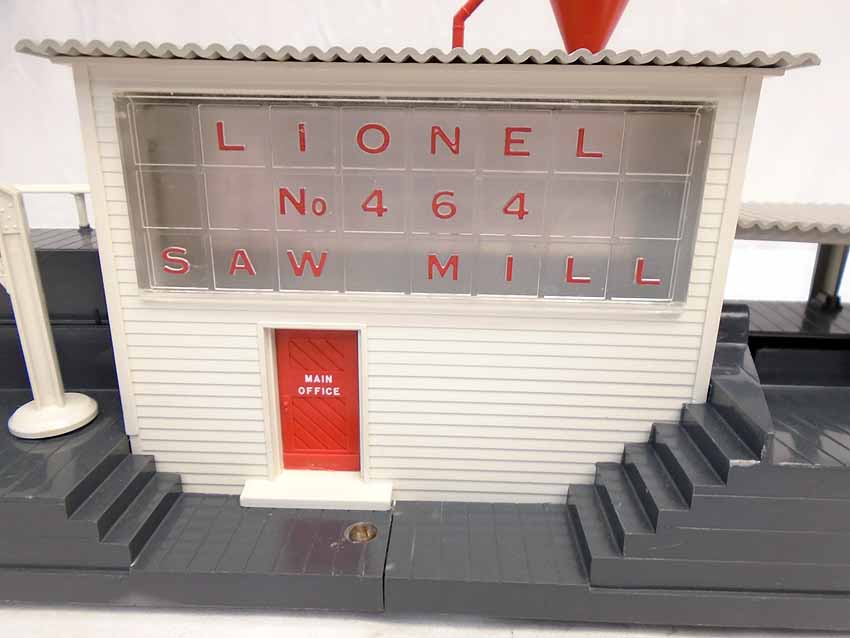 LIONEL
No 464
SAW MILL
MAIN
OFFICE